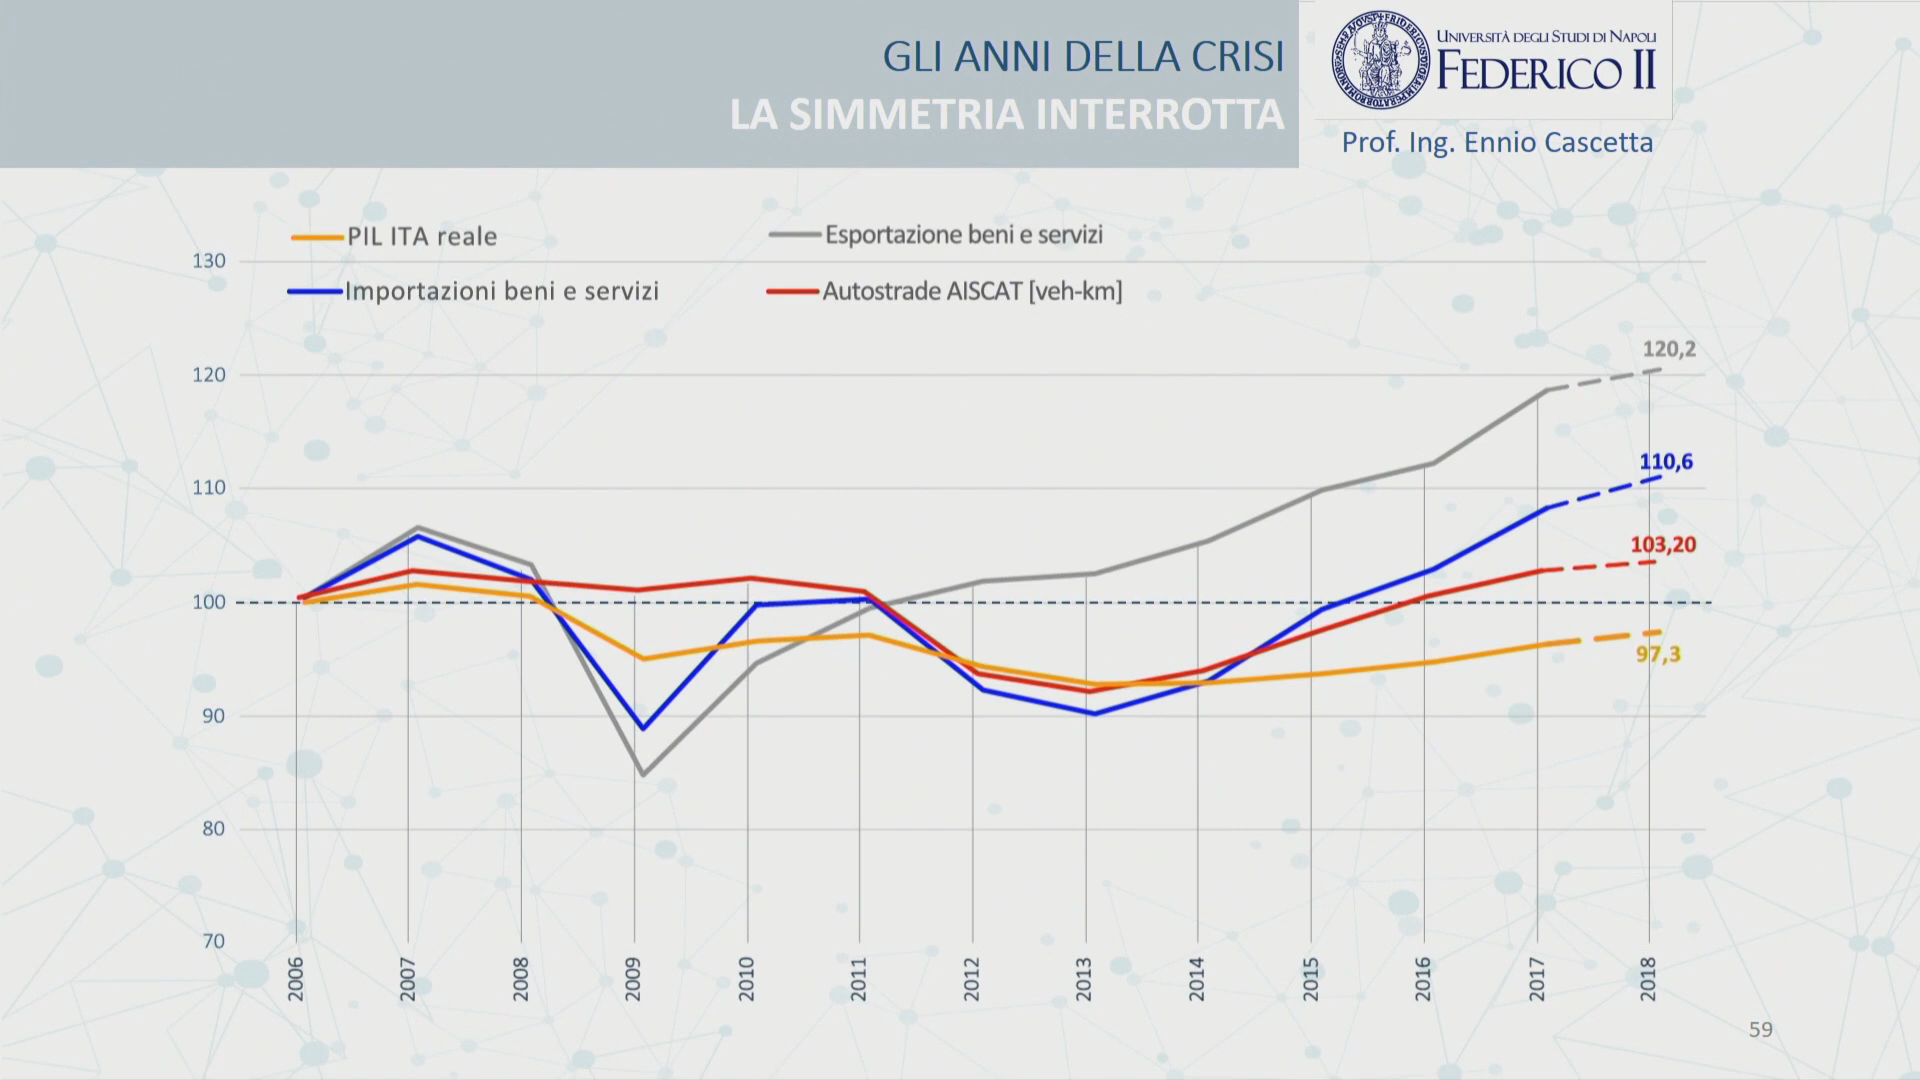 GLI ANNI DELLA CRISI
LA SIMMETRIA INTERROTTA
UNIVERSITÀ DEGLI STUDI DI NAPOLI
FEDERICO II
Prof. Ing. Ennio Cascetta
PIL ITA reale
Esportazione beni e servizi
Importazioni beni e servizi
Autostrade AISCAT [veh-km]
130
120
110
100
90
80
70
120,2
110,6
103,20
97,3
2006
2007
2008
2009
2010
2011
2012
2013
2014
2015
2016
2017
2018
59